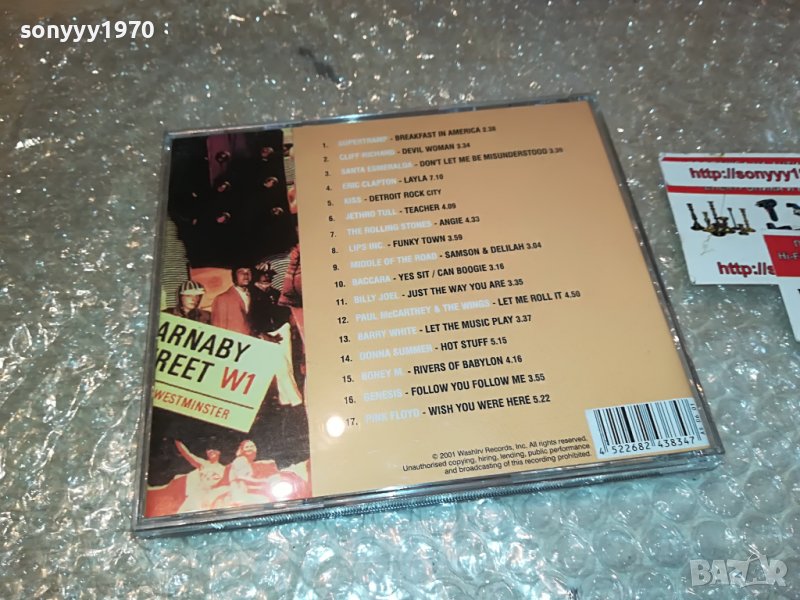 sonyyy1970
1. SUPERTRAMP - BREAKFAST IN AMERICA 2.38
2. CLIFF RICHARD - DEVIL WOMAN 3.34
3. SANTA ESMERALDA - DON'T LET ME BE MISUNDERSTOOD 3.39
4. ERIC CLAPTON - LAYLA 7.10
5. KISS - DETROIT ROCK CITY
6. JETHRO TULL - TEACHER 4.09
7. THE ROLLING STONES - ANGIE 4.33
8. LIPS INC. - FUNKY TOWN 3.59
9. MIDDLE OF THE ROAD - SAMSON & DELILAH 3.04
10. BACCARA - YES SIT / CAN BOOGIE 3.16
11. BILLY JOEL - JUST THE WAY YOU ARE 3.35
12. PAUL McCARTHEY & THE WINGS - LET ME ROLL IT 4.50
13. BARRY WHITE - LET THE MUSIC PLAY 3.37
14. DONNA SUMMER - HOT STUFF 5.15
15. BONEY M. - RIVERS OF BABYLON 4.16
16. GENESIS - FOLLOW YOU FOLLOW ME 3.55
17. PINK FLOYD - WISH YOU WERE HERE 5.22
ARNABY
REET W1
WESTMINSTER
© 2001 Washlrv Records, Inc. All rights reserved.
Unauthorised copying, hiring, lending, public performance
and broadcasting of this recording prohibited.
4 522682 438347
http://sonyyy1
Hi-F
http://s
BAZAR